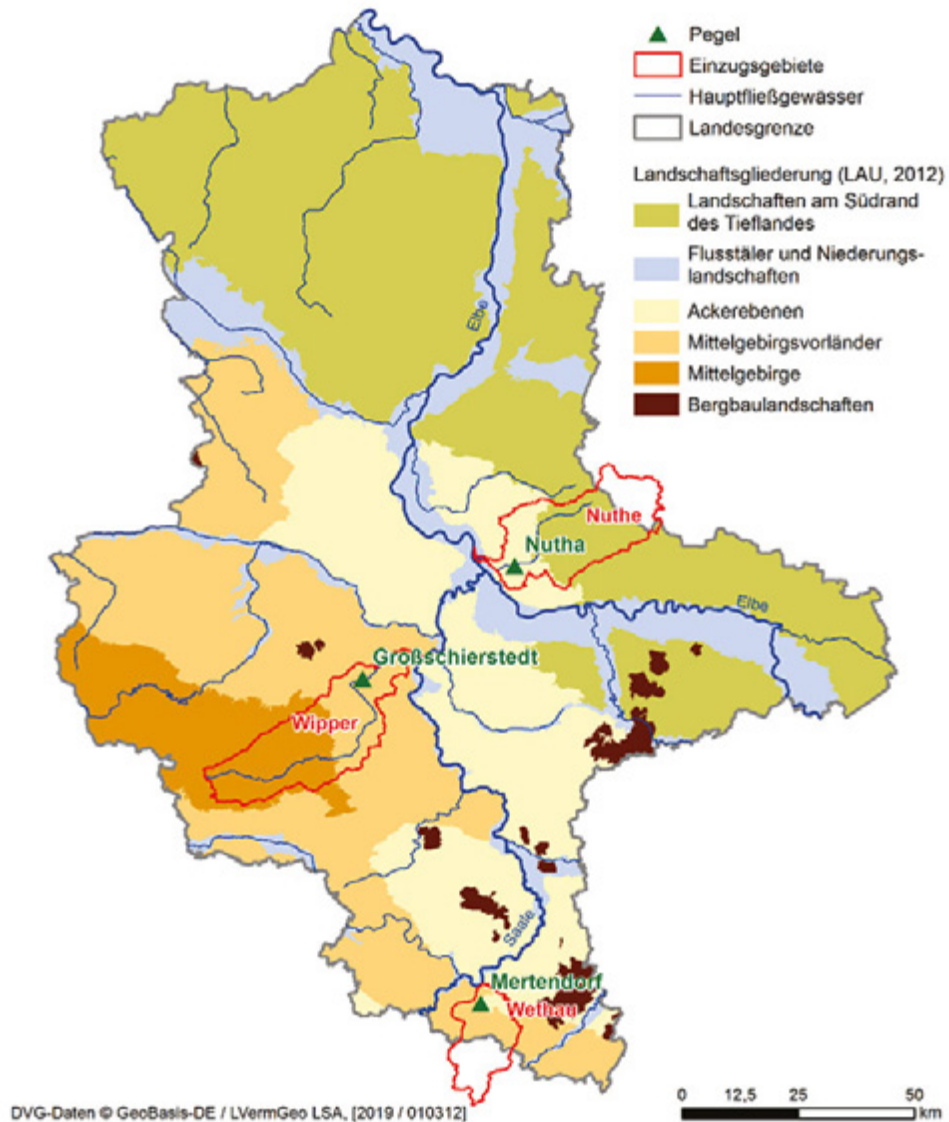 Pegel
Einzugsgebiete
Hauptfließgewässer
Landesgrenze
Landschaftsgliederung (LAU, 2012)
Landschaften am Südrand
des Tieflandes
Flusstäler und Niederungs-
landschaften
Ackerebenen
Mittelgebirgsvorländer
Mittelgebirge
Bergbaulandschaften
Elbe
Nuthe
Nutha
Elbe
Großschierstedt
Wipper
Saale
Mertendorf
Wethau
0 12,5 25 50
km
DVG-Daten © GeoBasis-DE / LVermGeo LSA, [2019 / 010312]